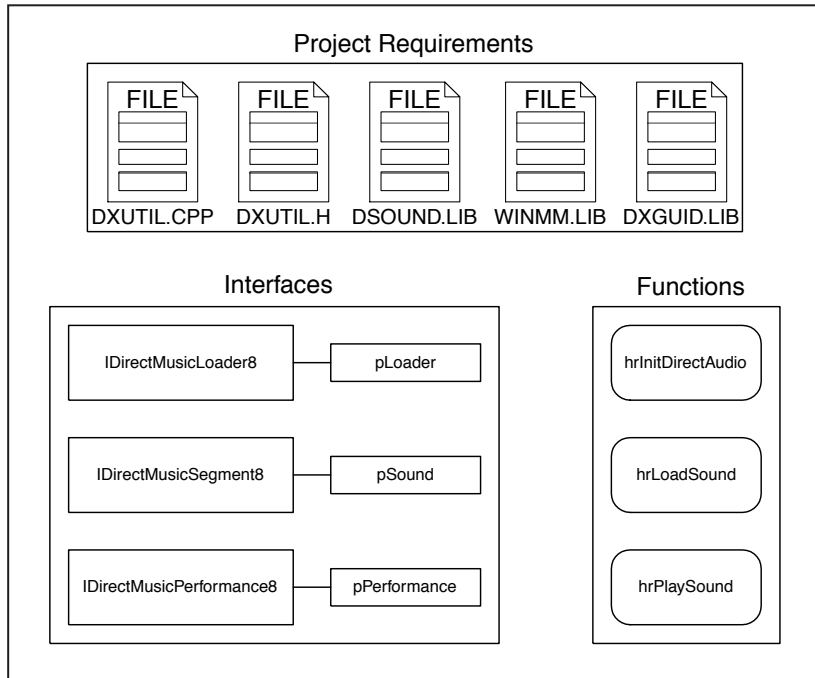 Project Requirements
FILE FILE FILE FILE FILE
DXUTIL.CPP DXUTIL.H DSOUND.LIB WINMM.LIB DXGUID.LIB
Interfaces
IDirectMusicLoader8 pLoader
IDirectMusicSegment8 pSound
IDirectMusicPerformance8 pPerformance
Functions
hrInitDirectAudio
hrLoadSound
hrPlaySound